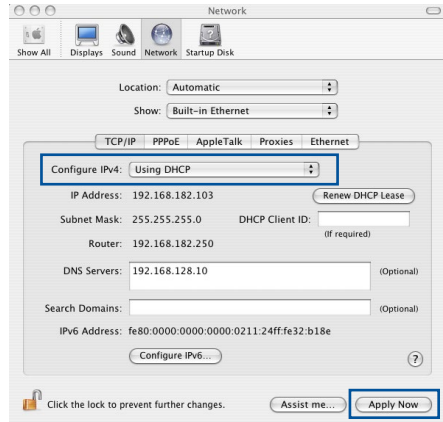 Network
Show All Displays Sound Network Startup Disk
Location: Automatic
Show: Built-in Ethernet
TCP/IP PPPoE AppleTalk Proxies Ethernet
Configure IPv4: Using DHCP
IP Address: 192.168.182.103 Renew DHCP Lease
Subnet Mask: 255.255.255.0 DHCP Client ID:
(If required)
Router: 192.168.182.250
DNS Servers: 192.168.128.10 (Optional)
Search Domains: (Optional)
IPv6 Address: fe80:0000:0000:0000:0211:24ff:fe32:b18e
Configure IPv6... ?
Click the lock to prevent further changes. Assist me... Apply Now